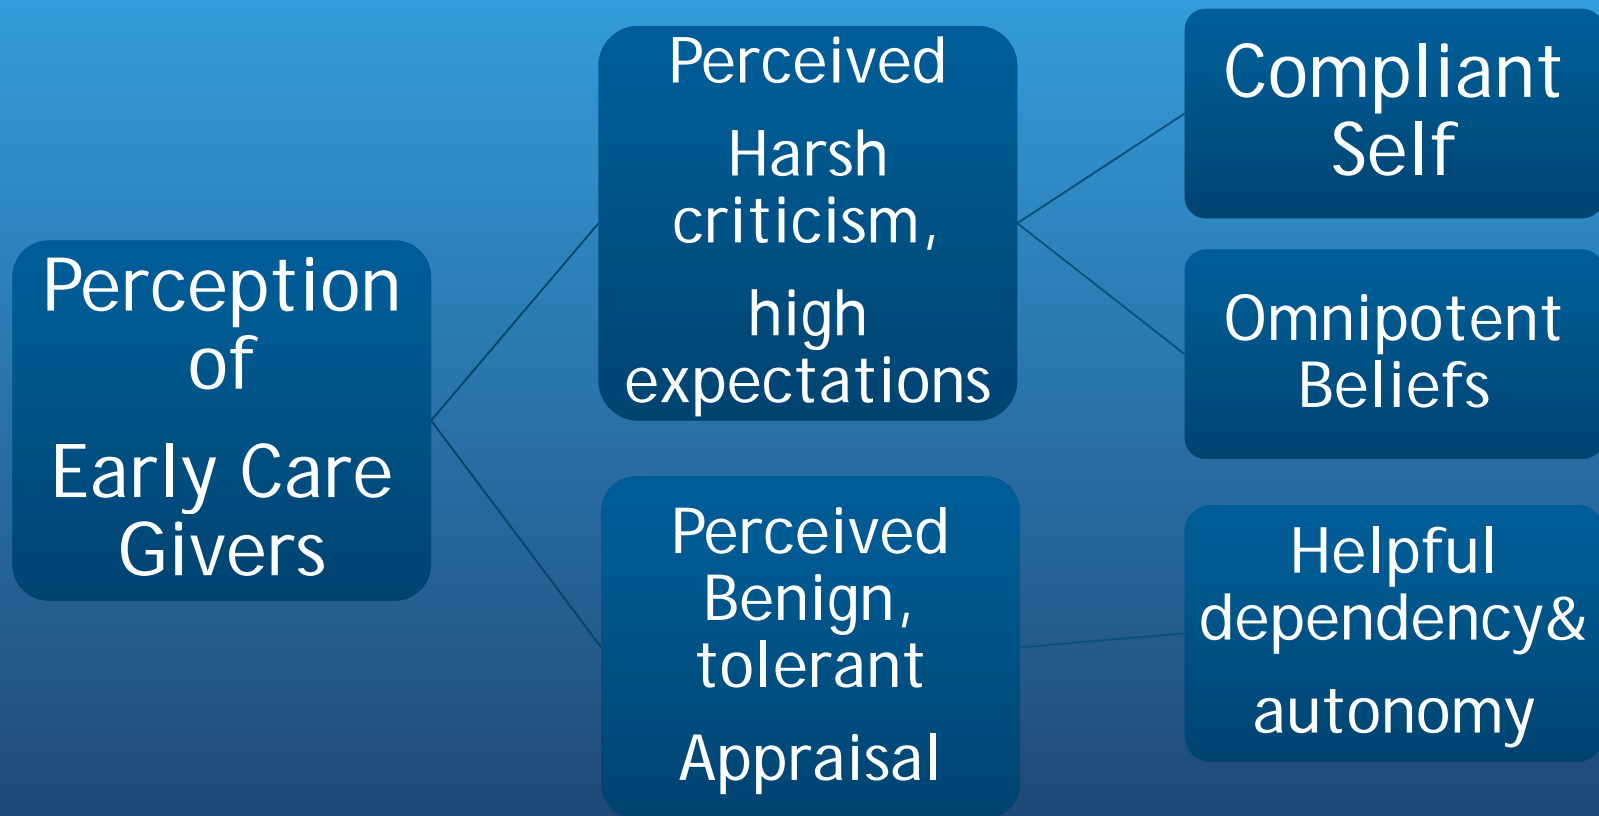 Perception
of
Early Care
Givers
Perceived
Harsh
criticism,
high
expectations
Perceived
Benign,
tolerant
Appraisal
Compliant
Self
Omnipotent
Beliefs
Helpful
dependency&
autonomy